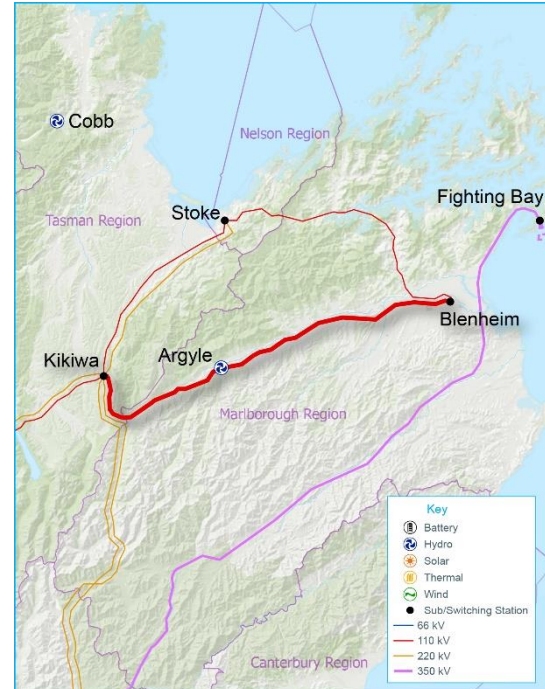 Cobb
Nelson Region
Tasman Region
Stoke
Fighting Bay
Blenheim
Kikiwa
Argyle
Marlborough Region
Canterbury Region
Key
Battery
Hydro
Solar
Thermal
Wind
Sub/Switching Station
66 kV
110 kV
220 kV
350 kV